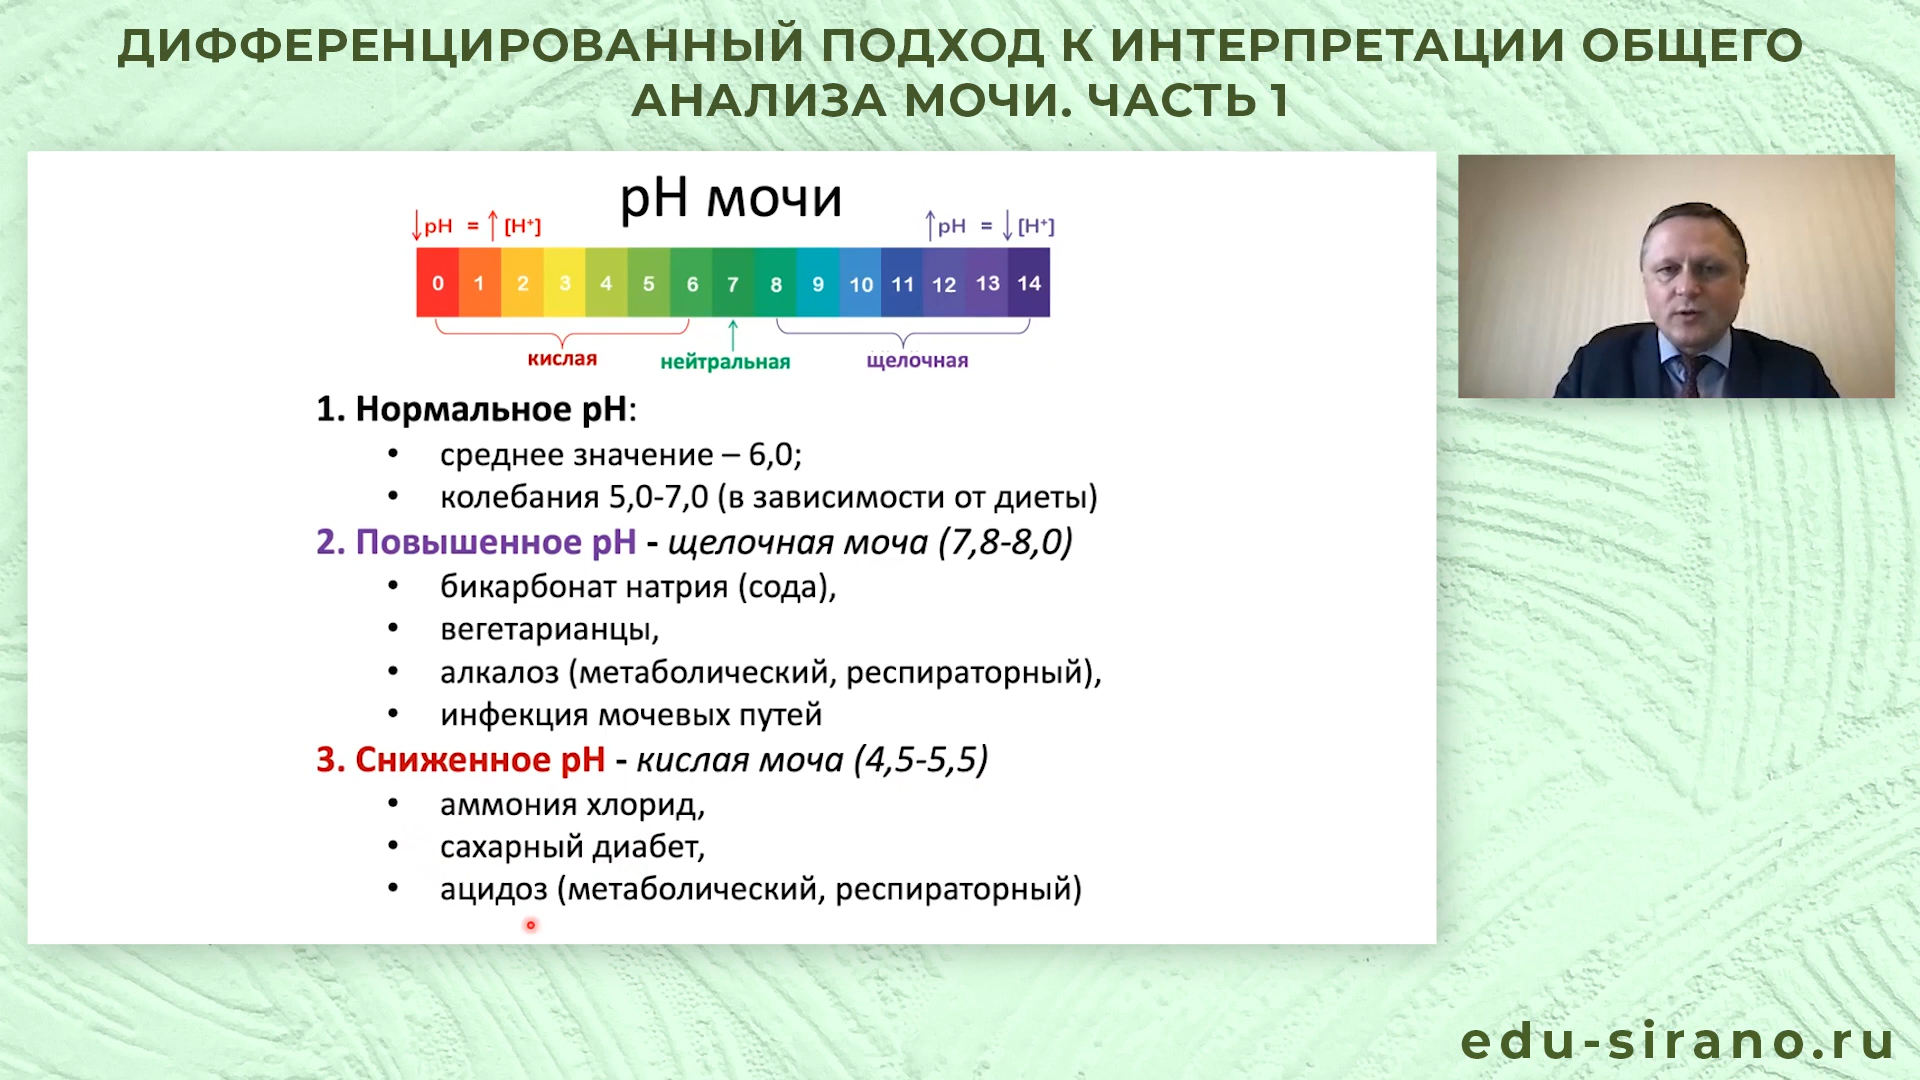 ДИФФЕРЕНЦИРОВАННЫЙ ПОДХОД К ИНТЕРПРЕТАЦИИ ОБЩЕГО
АНАЛИЗА МОЧИ. ЧАСТЬ 1
pH мочи
↓pH = ↑ [H⁺] ↑pH = ↓ [H⁺]
0 1 2 3 4 5 6 7 8 9 10 11 12 13 14
кислая нейтральная щелочная
1. Нормальное pH:
• среднее значение – 6,0;
• колебания 5,0-7,0 (в зависимости от диеты)
2. Повышенное pH - щелочная моча (7,8-8,0)
• бикарбонат натрия (сода),
• вегетарианцы,
• алкалоз (метаболический, респираторный),
• инфекция мочевых путей
3. Сниженное pH - кислая моча (4,5-5,5)
• аммония хлорид,
• сахарный диабет,
• ацидоз (метаболический, респираторный)
edu-sirano.ru